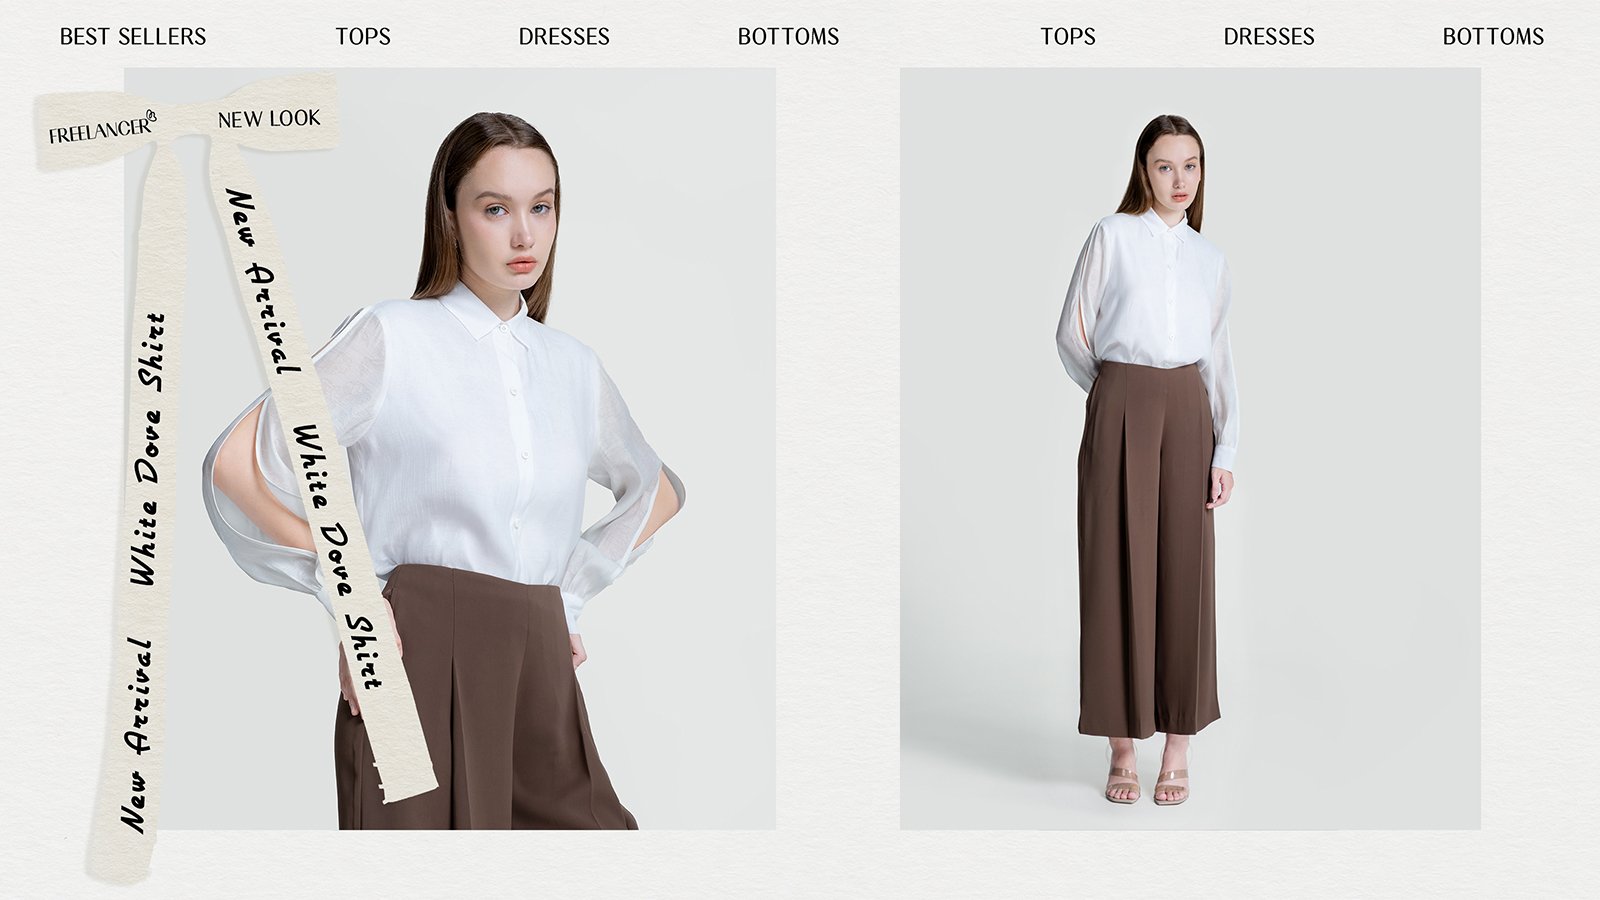 BEST SELLERS TOPS DRESSES BOTTOMS TOPS DRESSES BOTTOMS
FREELANCER
NEW LOOK
New Arrival White Dove Shirt
New Arrival White Dove Shirt